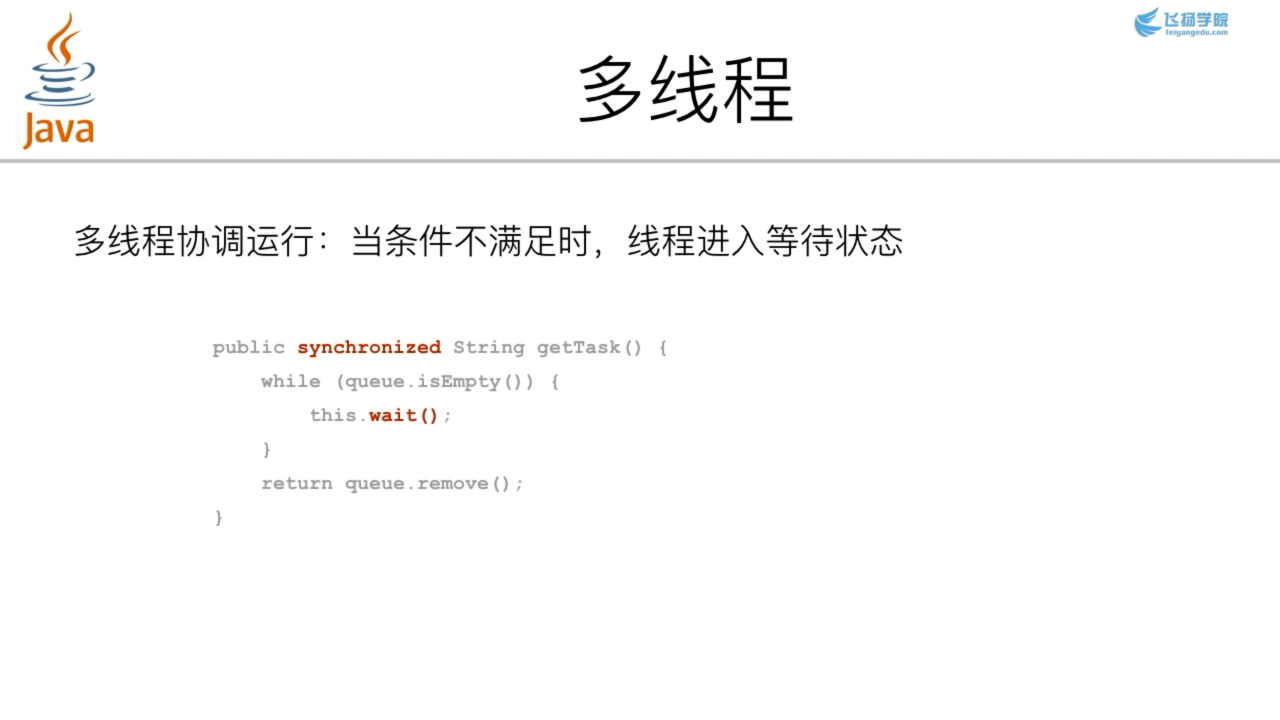 Java
飞扬学院
feiyangedu.com
多线程
多线程协调运行：当条件不满足时，线程进入等待状态
public synchronized String getTask() {
    while (queue.isEmpty()) {
        this.wait();
    }
    return queue.remove();
}